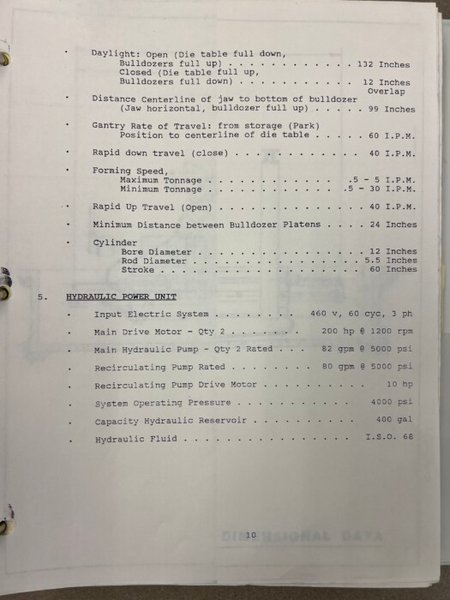 · Daylight: Open (Die table full down,
Bulldozers full up) . . . . . . . . . . . . 132 Inches
Closed (Die table full up,
Bulldozers full down) . . . . . . . . . . . 12 Inches
Overlap
· Distance Centerline of jaw to bottom of bulldozer
(Jaw horizontal, bulldozer full up) . . . . . 99 Inches
· Gantry Rate of Travel: from storage (Park)
Position to centerline of die table . . . . . 60 I.P.M.
· Rapid down travel (close) . . . . . . . . . . . . 40 I.P.M.
· Forming Speed,
Maximum Tonnage . . . . . . . . . . . . .5 - 5 I.P.M.
Minimum Tonnage . . . . . . . . . . . . .5 - 30 I.P.M.
· Rapid Up Travel (Open) . . . . . . . . . . . . . . 40 I.P.M.
· Minimum Distance between Bulldozer Platens . . . . 24 Inches
· Cylinder
Bore Diameter . . . . . . . . . . . . . . . 12 Inches
Rod Diameter . . . . . . . . . . . . . . . . 5.5 Inches
Stroke . . . . . . . . . . . . . . . . . . 60 Inches
5. HYDRAULIC POWER UNIT
· Input Electric System . . . . . . . . 460 v, 60 cyc, 3 ph
· Main Drive Motor - Qty 2 . . . . . . . 200 hp @ 1200 rpm
· Main Hydraulic Pump - Qty 2 Rated . . . 82 gpm @ 5000 psi
· Recirculating Pump Rated . . . . . . . . . 80 gpm @ 5000 psi
· Recirculating Pump Drive Motor . . . . . . . . . . . 10 hp
· System Operating Pressure . . . . . . . . . . . . 4000 psi
· Capacity Hydraulic Reservoir . . . . . . . . . . . 400 gal
· Hydraulic Fluid . . . . . . . . . . . . . . . . . I.S.O. 68
10
DIMENSIONAL DATA